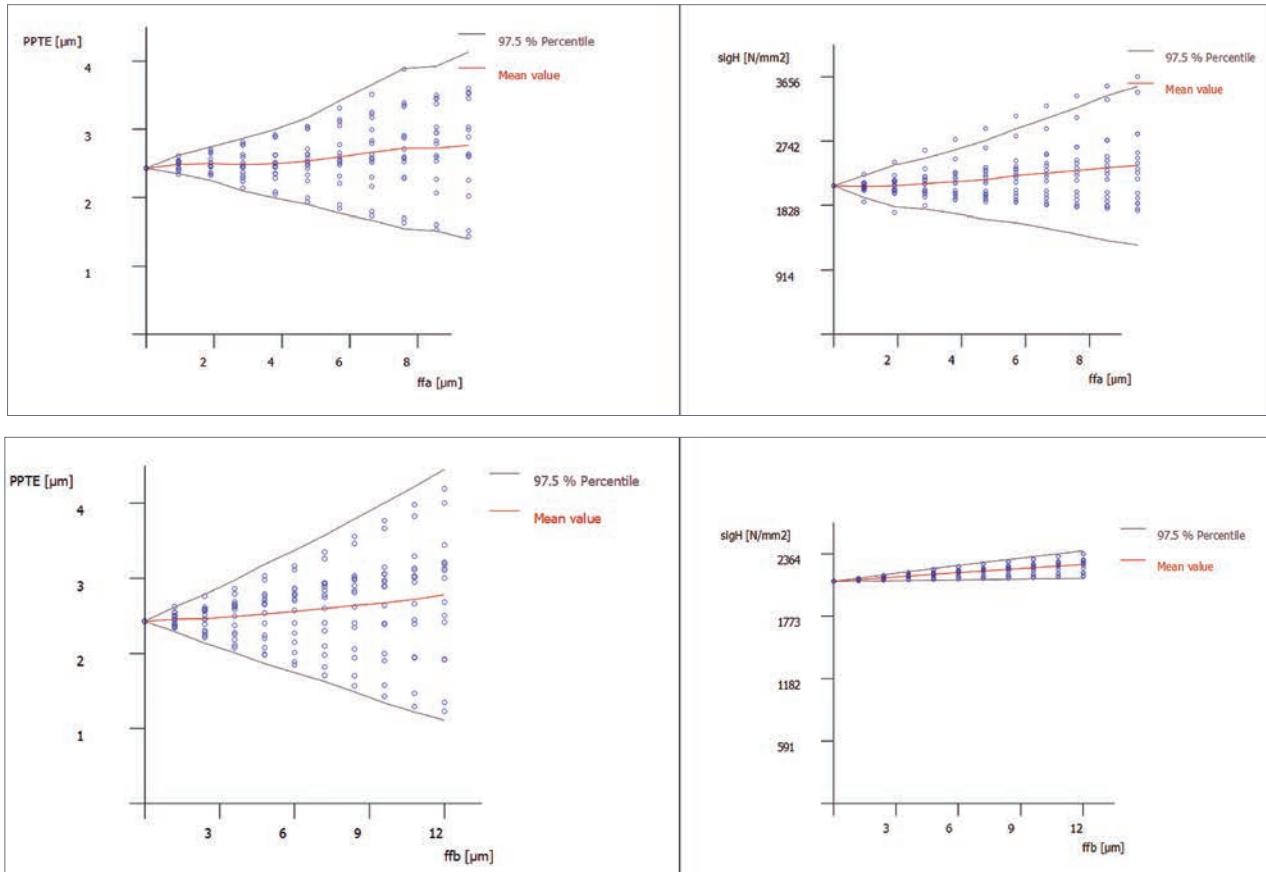 PPTE [µm]
97.5 % Percentile
Mean value
4
3
2
1
2 4 6 8
ffa [µm]
sigH [N/mm2]
97.5 % Percentile
Mean value
3656
2742
1828
914
2 4 6 8
ffa [µm]
PPTE [µm]
97.5 % Percentile
Mean value
4
3
2
1
3 6 9 12
ffb [µm]
sigH [N/mm2]
97.5 % Percentile
Mean value
2364
1773
1182
591
3 6 9 12
ffb [µm]